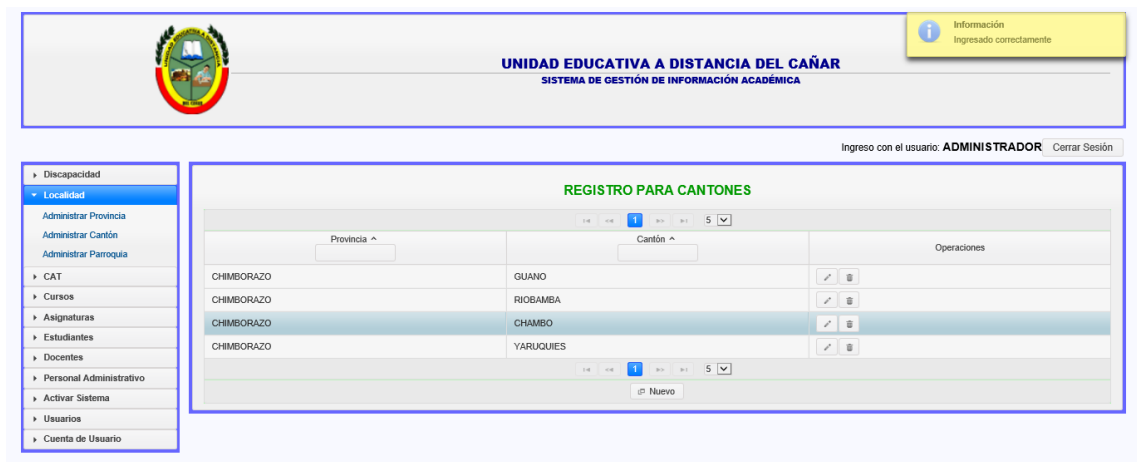 Información
Ingresado correctamente
UNIDAD EDUCATIVA A DISTANCIA DEL CAÑAR
SISTEMA DE GESTIÓN DE INFORMACIÓN ACADÉMICA
Ingreso con el usuario: ADMINISTRADOR Cerrar Sesión
Discapacidad
Localidad
Administrar Provincia
Administrar Cantón
Administrar Parroquia
CAT
Cursos
Asignaturas
Estudiantes
Docentes
Personal Administrativo
Activar Sistema
Usuarios
Cuenta de Usuario
REGISTRO PARA CANTONES
1 5
Provincia Cantón Operaciones
CHIMBORAZO GUANO
CHIMBORAZO RIOBAMBA
CHIMBORAZO CHAMBO
CHIMBORAZO YARUQUIES
1 5
Nuevo